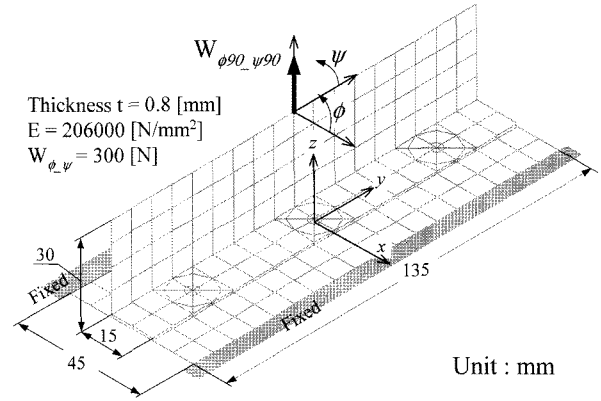 W ϕ90_ψ90
ψ
ϕ
Thickness t = 0.8 [mm]
E = 206000 [N/mm²]
W ϕ_ψ = 300 [N]
z
y
x
30
Fixed
15
45
Fixed
135
Unit : mm